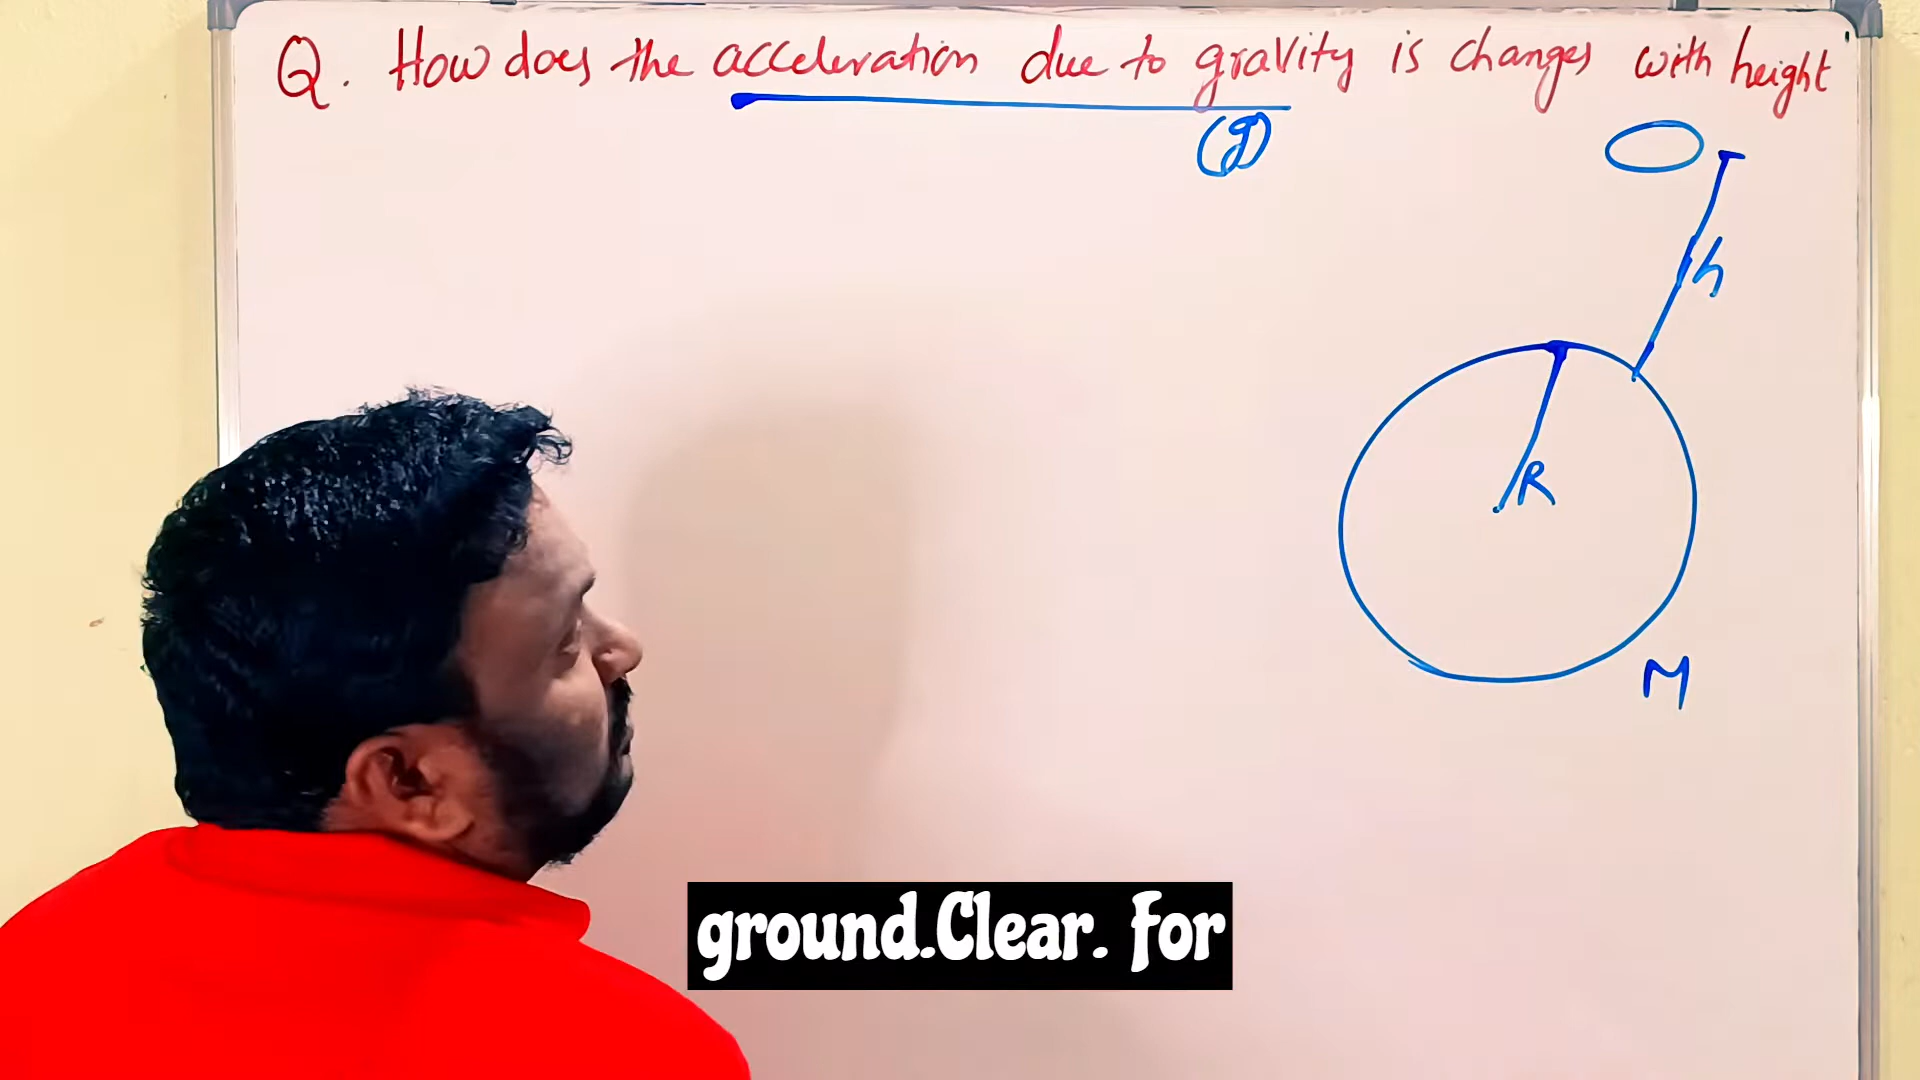 Q. How does the acceleration due to gravity is changes with height
(g)
h
R
M
ground.Clear. For